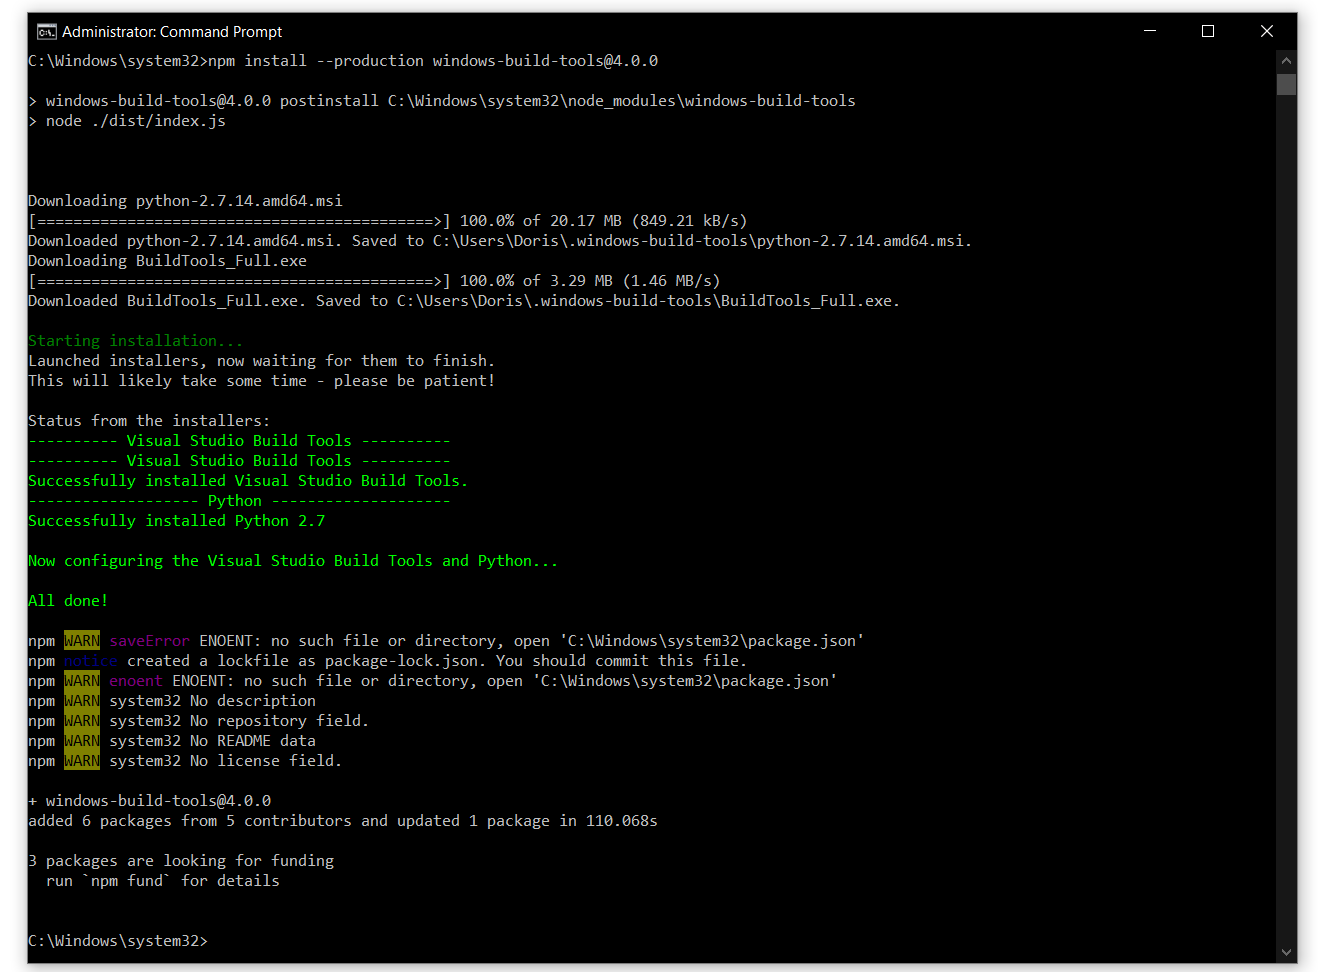 Administrator: Command Prompt
C:\Windows\system32>npm install --production windows-build-tools@4.0.0
> windows-build-tools@4.0.0 postinstall C:\Windows\system32\node_modules\windows-build-tools
> node ./dist/index.js
Downloading python-2.7.14.amd64.msi
[============================================>] 100.0% of 20.17 MB (849.21 kB/s)
Downloaded python-2.7.14.amd64.msi. Saved to C:\Users\Doris\.windows-build-tools\python-2.7.14.amd64.msi.
Downloading BuildTools_Full.exe
[============================================>] 100.0% of 3.29 MB (1.46 MB/s)
Downloaded BuildTools_Full.exe. Saved to C:\Users\Doris\.windows-build-tools\BuildTools_Full.exe.
Starting installation...
Launched installers, now waiting for them to finish.
This will likely take some time - please be patient!
Status from the installers:
---------- Visual Studio Build Tools ----------
---------- Visual Studio Build Tools ----------
Successfully installed Visual Studio Build Tools.
------------------- Python --------------------
Successfully installed Python 2.7
Now configuring the Visual Studio Build Tools and Python...
All done!
npm WARN saveError ENOENT: no such file or directory, open 'C:\Windows\system32\package.json'
npm notice created a lockfile as package-lock.json. You should commit this file.
npm WARN enoent ENOENT: no such file or directory, open 'C:\Windows\system32\package.json'
npm WARN system32 No description
npm WARN system32 No repository field.
npm WARN system32 No README data
npm WARN system32 No license field.
+ windows-build-tools@4.0.0
added 6 packages from 5 contributors and updated 1 package in 110.068s
3 packages are looking for funding
  run `npm fund` for details
C:\Windows\system32>